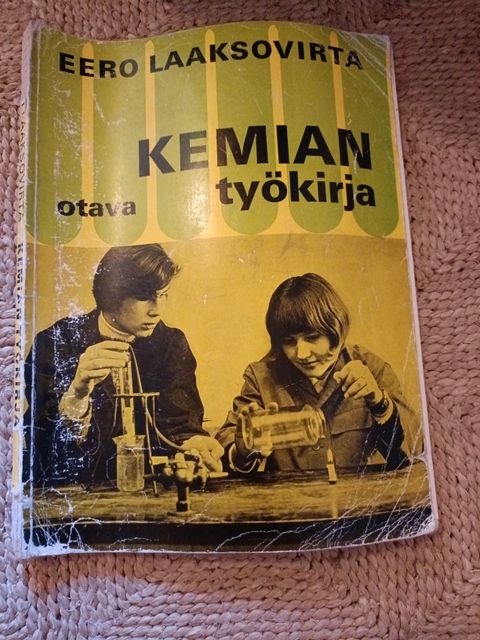 EERO LAAKSOVIRTA
KEMIAN
työkirja
otava
LAAKSOVIRTA KEMIAN TYÖKIRJA